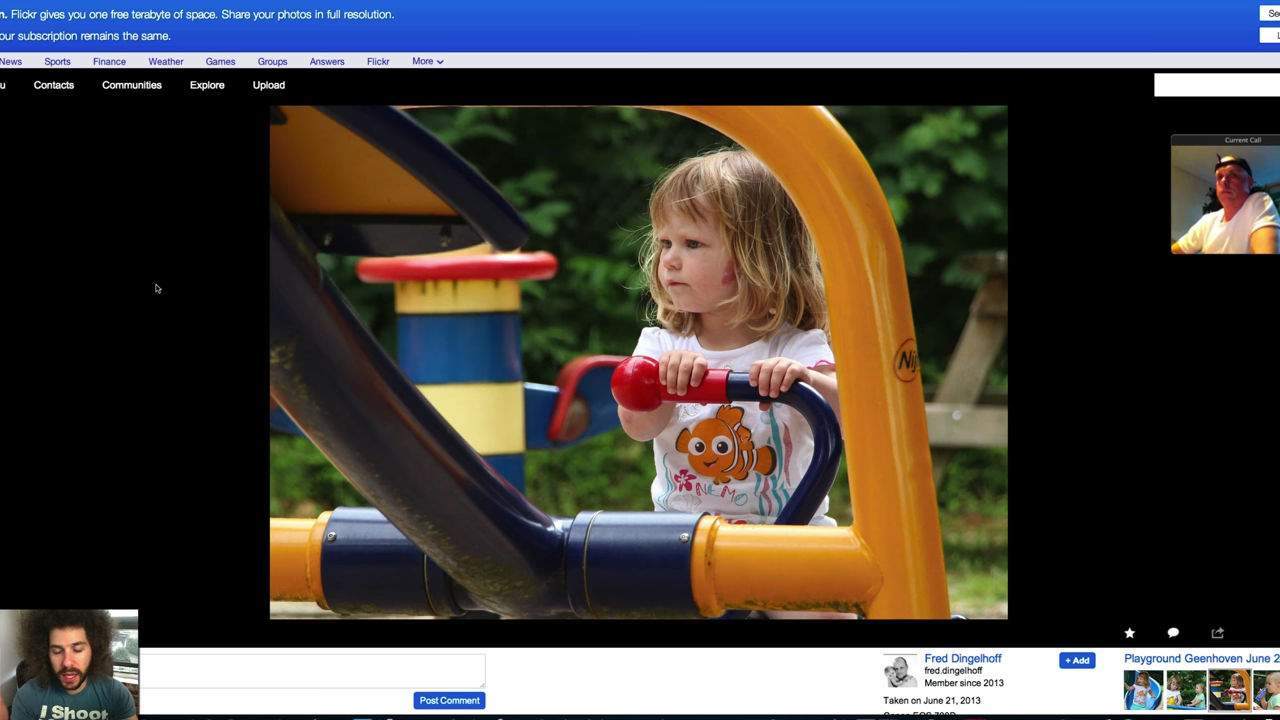 n. Flickr gives you one free terabyte of space. Share your photos in full resolution.
our subscription remains the same.
News Sports Finance Weather Games Groups Answers Flickr More
u Contacts Communities Explore Upload
Current Call
Nij
NEMO
I Shoot
Post Comment
Fred Dingelhoff
fred.dingelhoff
Member since 2013
+ Add
Taken on June 21, 2013
Playground Geenhoven June 2